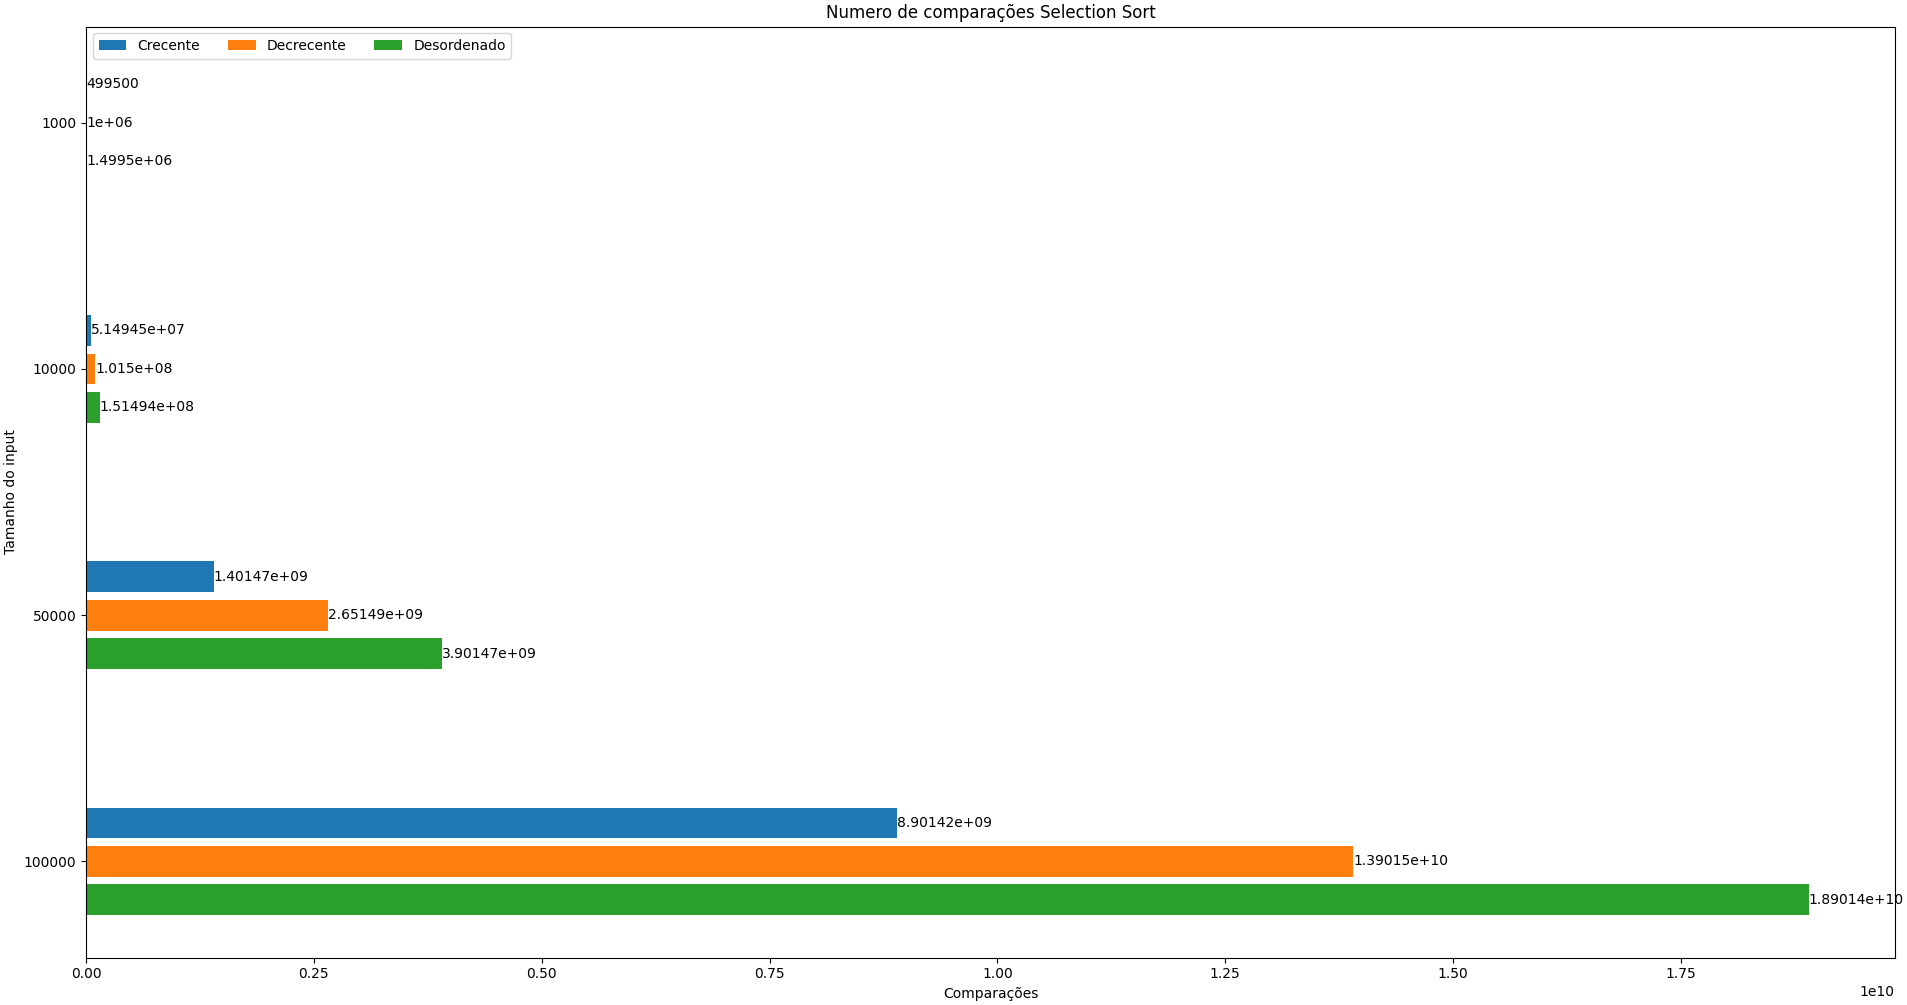 Numero de comparações Selection Sort
Crecente Decrecente Desordenado
499500
1000
1e+06
1.4995e+06
5.14945e+07
10000
1.015e+08
1.51494e+08
Tamanho do input
1.40147e+09
50000
2.65149e+09
3.90147e+09
8.90142e+09
100000
1.39015e+10
1.89014e+10
0.00 0.25 0.50 0.75 1.00 1.25 1.50 1.75
Comparações
1e10